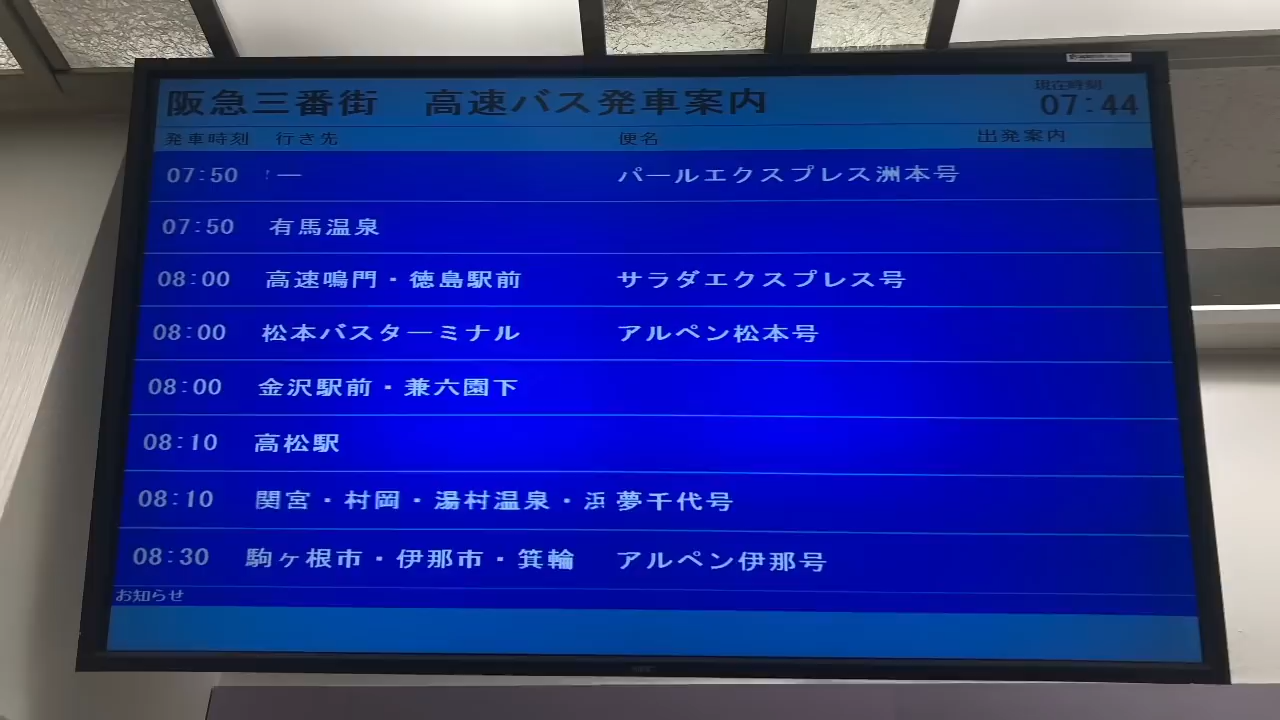 阪急三番街　高速バス発車案内
現在時刻
07:44
発車時刻 行き先 便名 出発案内
07:50 パールエクスプレス洲本号
07:50 有馬温泉
08:00 高速鳴門・徳島駅前 サラダエクスプレス号
08:00 松本バスターミナル アルペン松本号
08:00 金沢駅前・兼六園下
08:10 高松駅
08:10 関宮・村岡・湯村温泉・浜 夢千代号
08:30 駒ヶ根市・伊那市・箕輪 アルペン伊那号
お知らせ